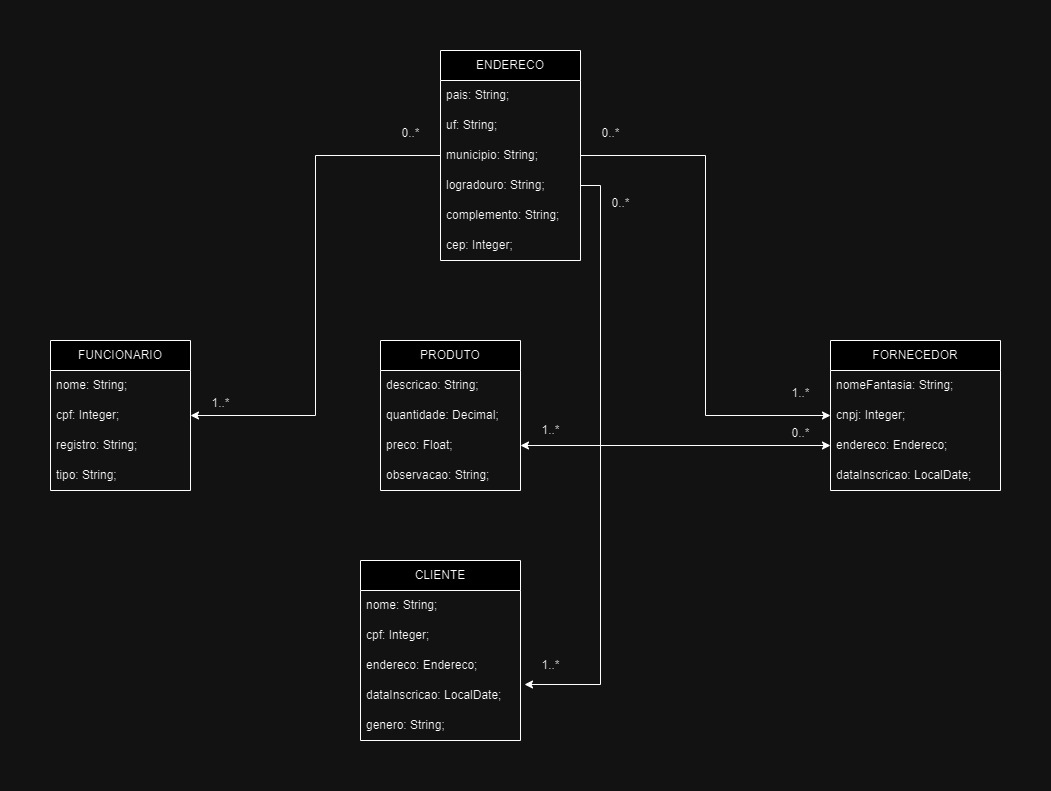 ENDERECO
pais: String;
uf: String;
municipio: String;
logradouro: String;
complemento: String;
cep: Integer;
0..*
0..*
0..*
FUNCIONARIO
nome: String;
cpf: Integer;
registro: String;
tipo: String;
1..*
PRODUTO
descricao: String;
quantidade: Decimal;
preco: Float;
observacao: String;
1..*
1..*
0..*
FORNECEDOR
nomeFantasia: String;
cnpj: Integer;
endereco: Endereco;
dataInscricao: LocalDate;
CLIENTE
nome: String;
cpf: Integer;
endereco: Endereco;
dataInscricao: LocalDate;
genero: String;
1..*